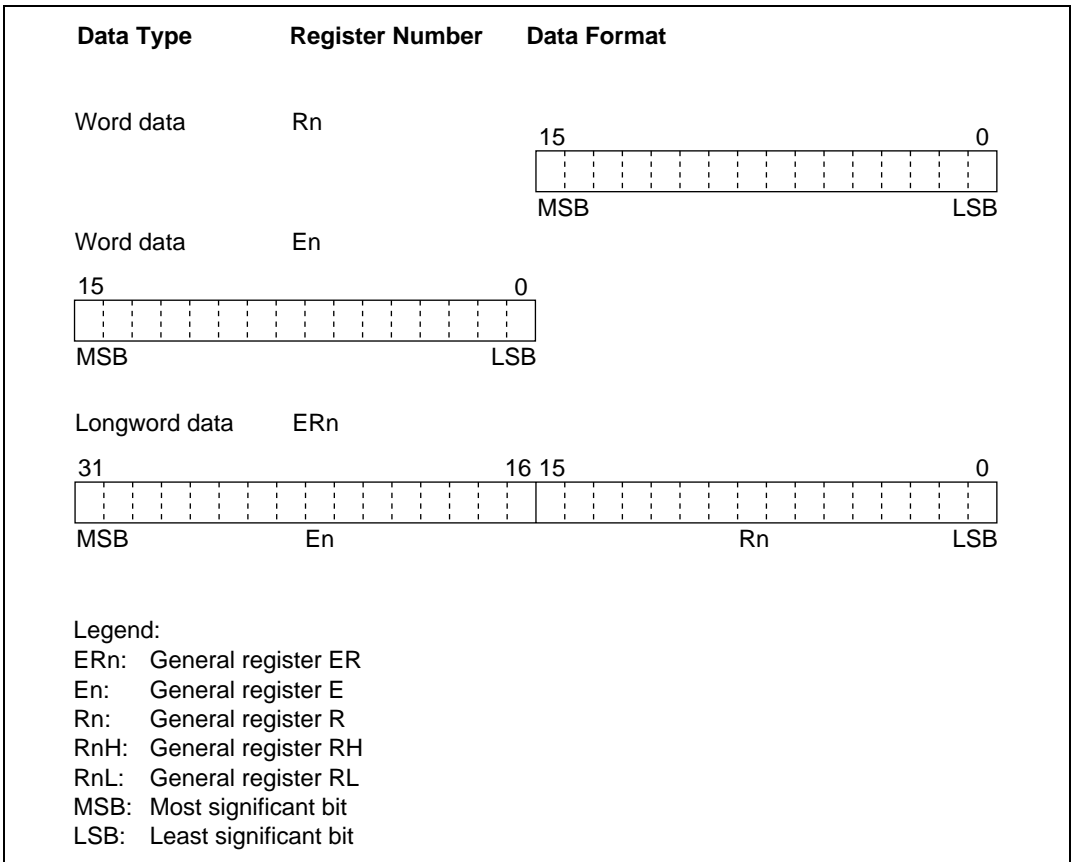 Data Type Register Number Data Format
Word data Rn
15 0
MSB LSB
Word data En
15 0
MSB LSB
Longword data ERn
31 16 15 0
MSB En Rn LSB
Legend:
ERn: General register ER
En: General register E
Rn: General register R
RnH: General register RH
RnL: General register RL
MSB: Most significant bit
LSB: Least significant bit